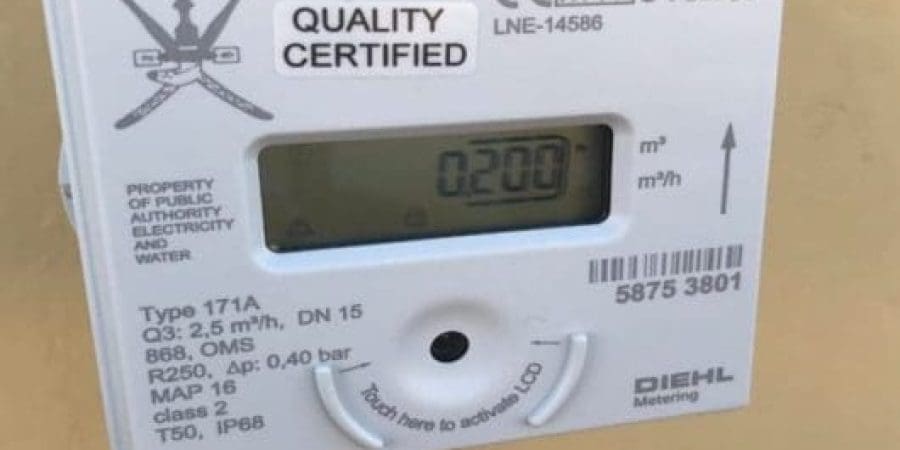 QUALITY
CERTIFIED
LNE-14586
0.200
m³
m³/h
PROPERTY
OF PUBLIC
AUTHORITY
ELECTRICITY
AND
WATER
5875 3801
Type 171A
Q3: 2,5 m³/h, DN 15
868, OMS
R250, Δp: 0,40 bar
MAP 16
class 2
T50, IP68
Touch here to activate LCD
DIEHL
Metering